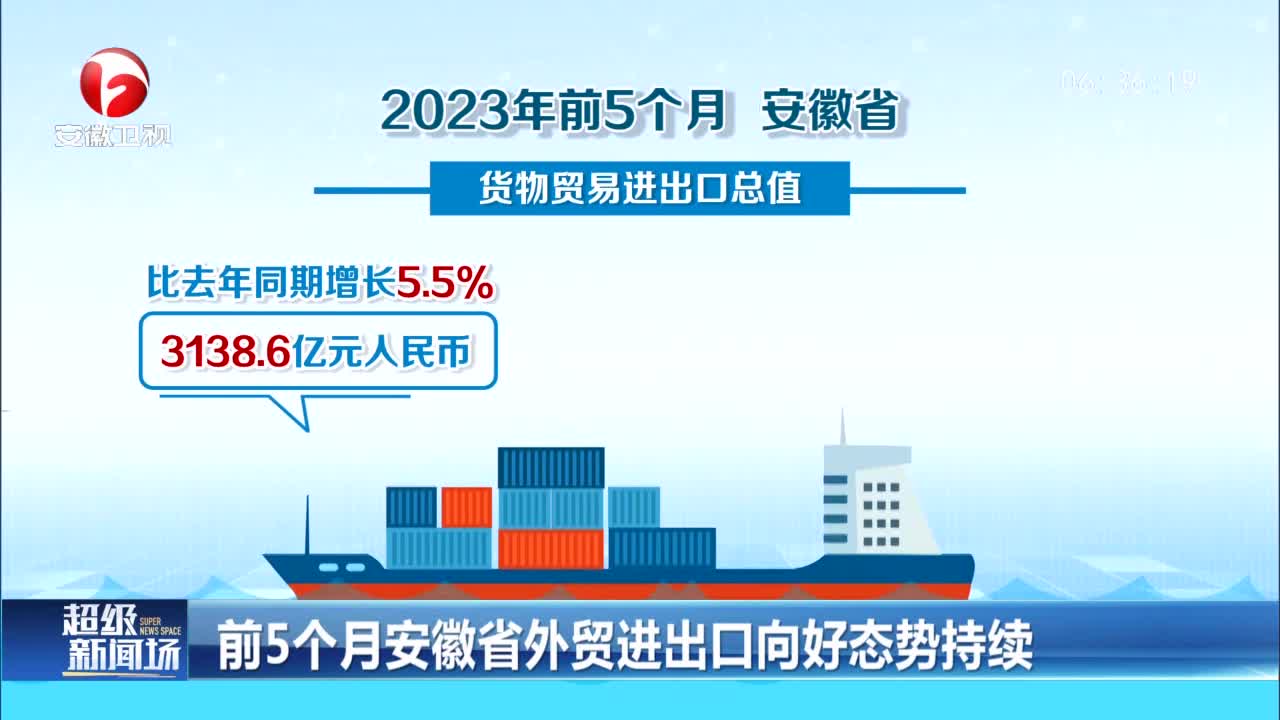 安徽卫视
06:36:19
2023年前5个月 安徽省
货物贸易进出口总值
比去年同期增长5.5%
3138.6亿元人民币
超级新闻场
SUPER NEWS SPACE
前5个月安徽省外贸进出口向好态势持续